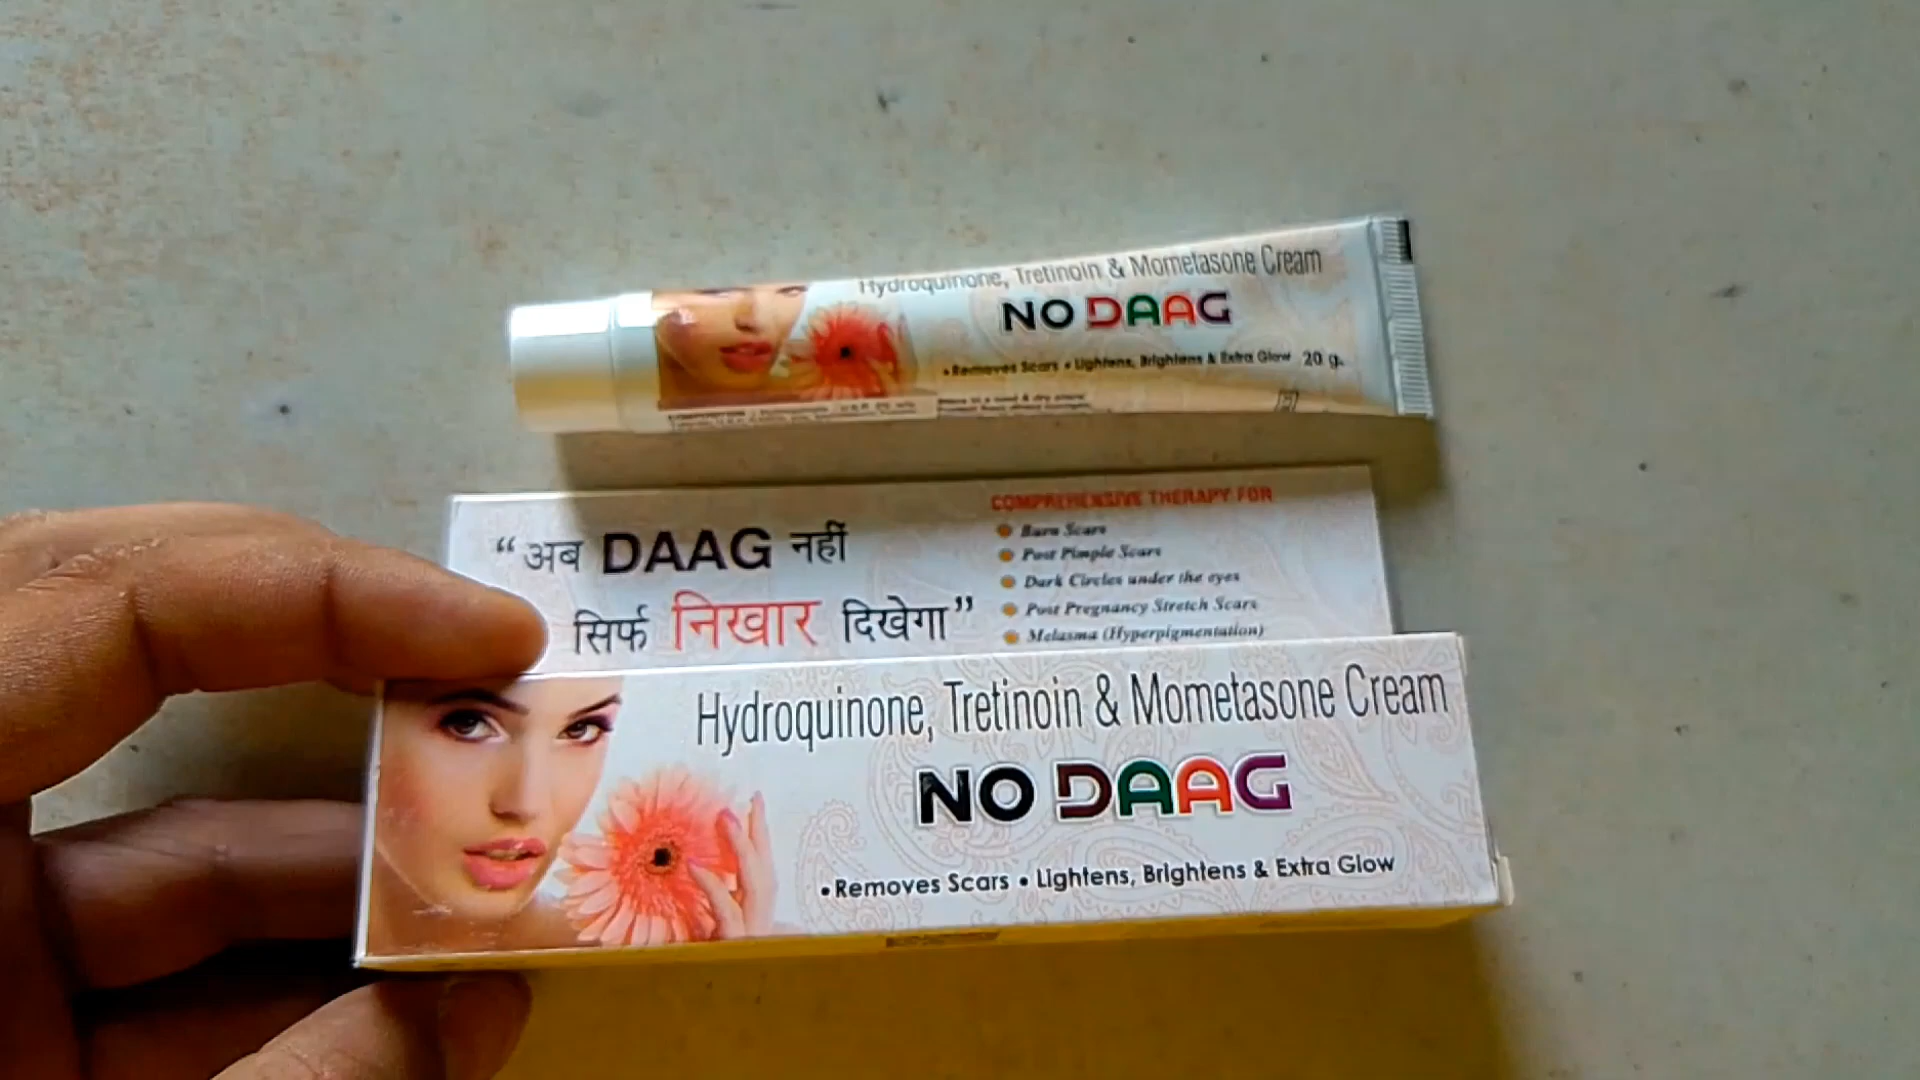 Hydroquinone, Tretinoin & Mometasone Cream
NO DAAG
• Removes Scars • Lightens, Brightens & Extra Glow 20 g.
COMPREHENSIVE THERAPY FOR
Burn Scars
Post Pimple Scars
Dark Circles under the eyes
Post Pregnancy Stretch Scars
Melasma (Hyperpigmentation)
“अब DAAG नहीं
सिर्फ निखार दिखेगा”
Hydroquinone, Tretinoin & Mometasone Cream
NO DAAG
• Removes Scars • Lightens, Brightens & Extra Glow